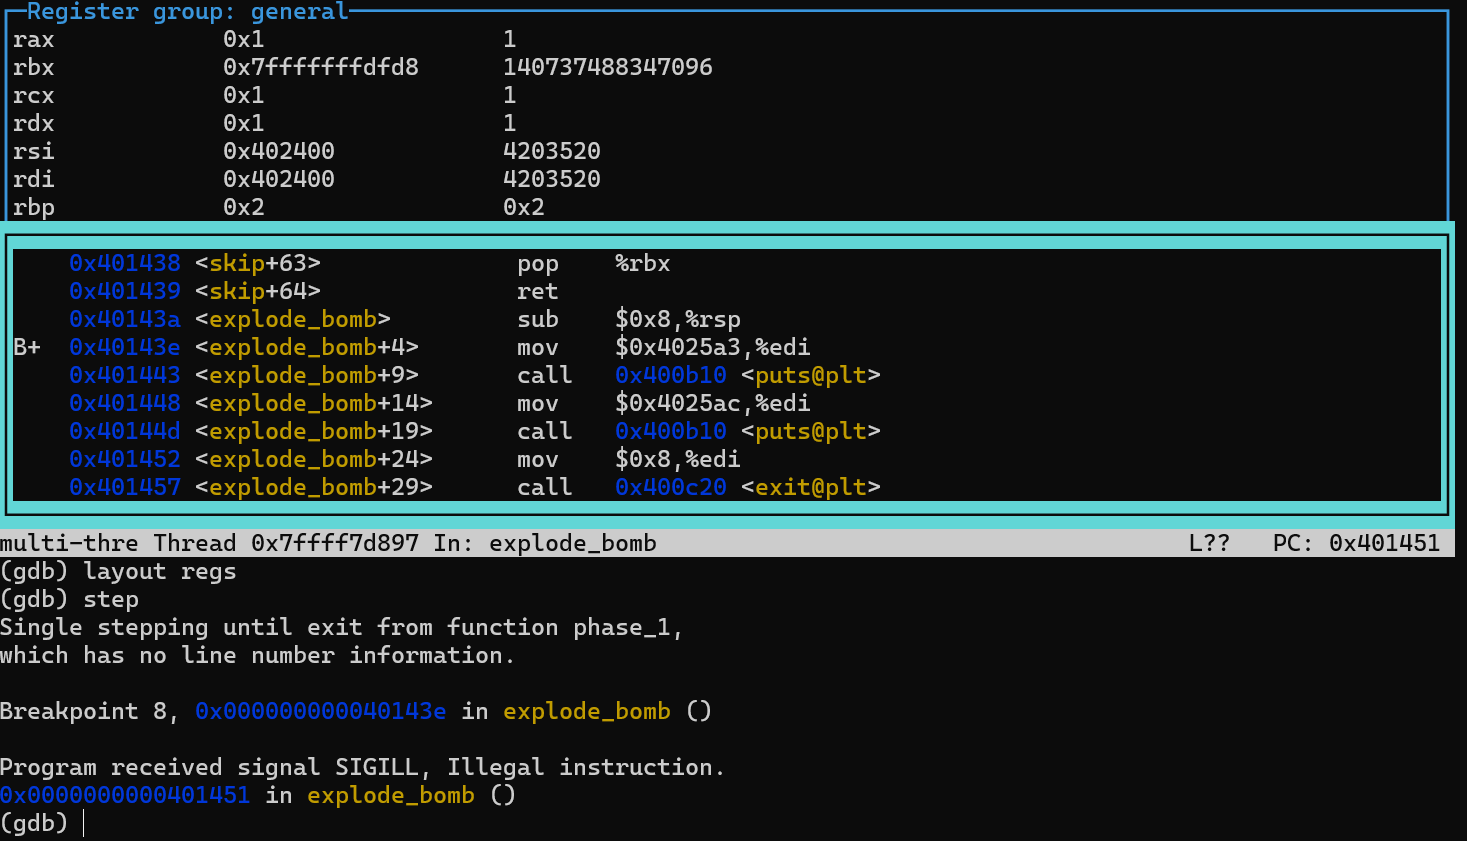 Register group: general
rax 0x1 1
rbx 0x7fffffffdfd8 140737488347096
rcx 0x1 1
rdx 0x1 1
rsi 0x402400 4203520
rdi 0x402400 4203520
rbp 0x2 0x2
0x401438 <skip+63> pop %rbx
0x401439 <skip+64> ret
0x40143a <explode_bomb> sub $0x8,%rsp
B+ 0x40143e <explode_bomb+4> mov $0x4025a3,%edi
0x401443 <explode_bomb+9> call 0x400b10 <puts@plt>
0x401448 <explode_bomb+14> mov $0x4025ac,%edi
0x40144d <explode_bomb+19> call 0x400b10 <puts@plt>
0x401452 <explode_bomb+24> mov $0x8,%edi
0x401457 <explode_bomb+29> call 0x400c20 <exit@plt>
multi-thre Thread 0x7ffff7d897 In: explode_bomb L?? PC: 0x401451
(gdb) layout regs
(gdb) step
Single stepping until exit from function phase_1,
which has no line number information.
Breakpoint 8, 0x000000000040143e in explode_bomb ()
Program received signal SIGILL, Illegal instruction.
0x0000000000401451 in explode_bomb ()
(gdb)